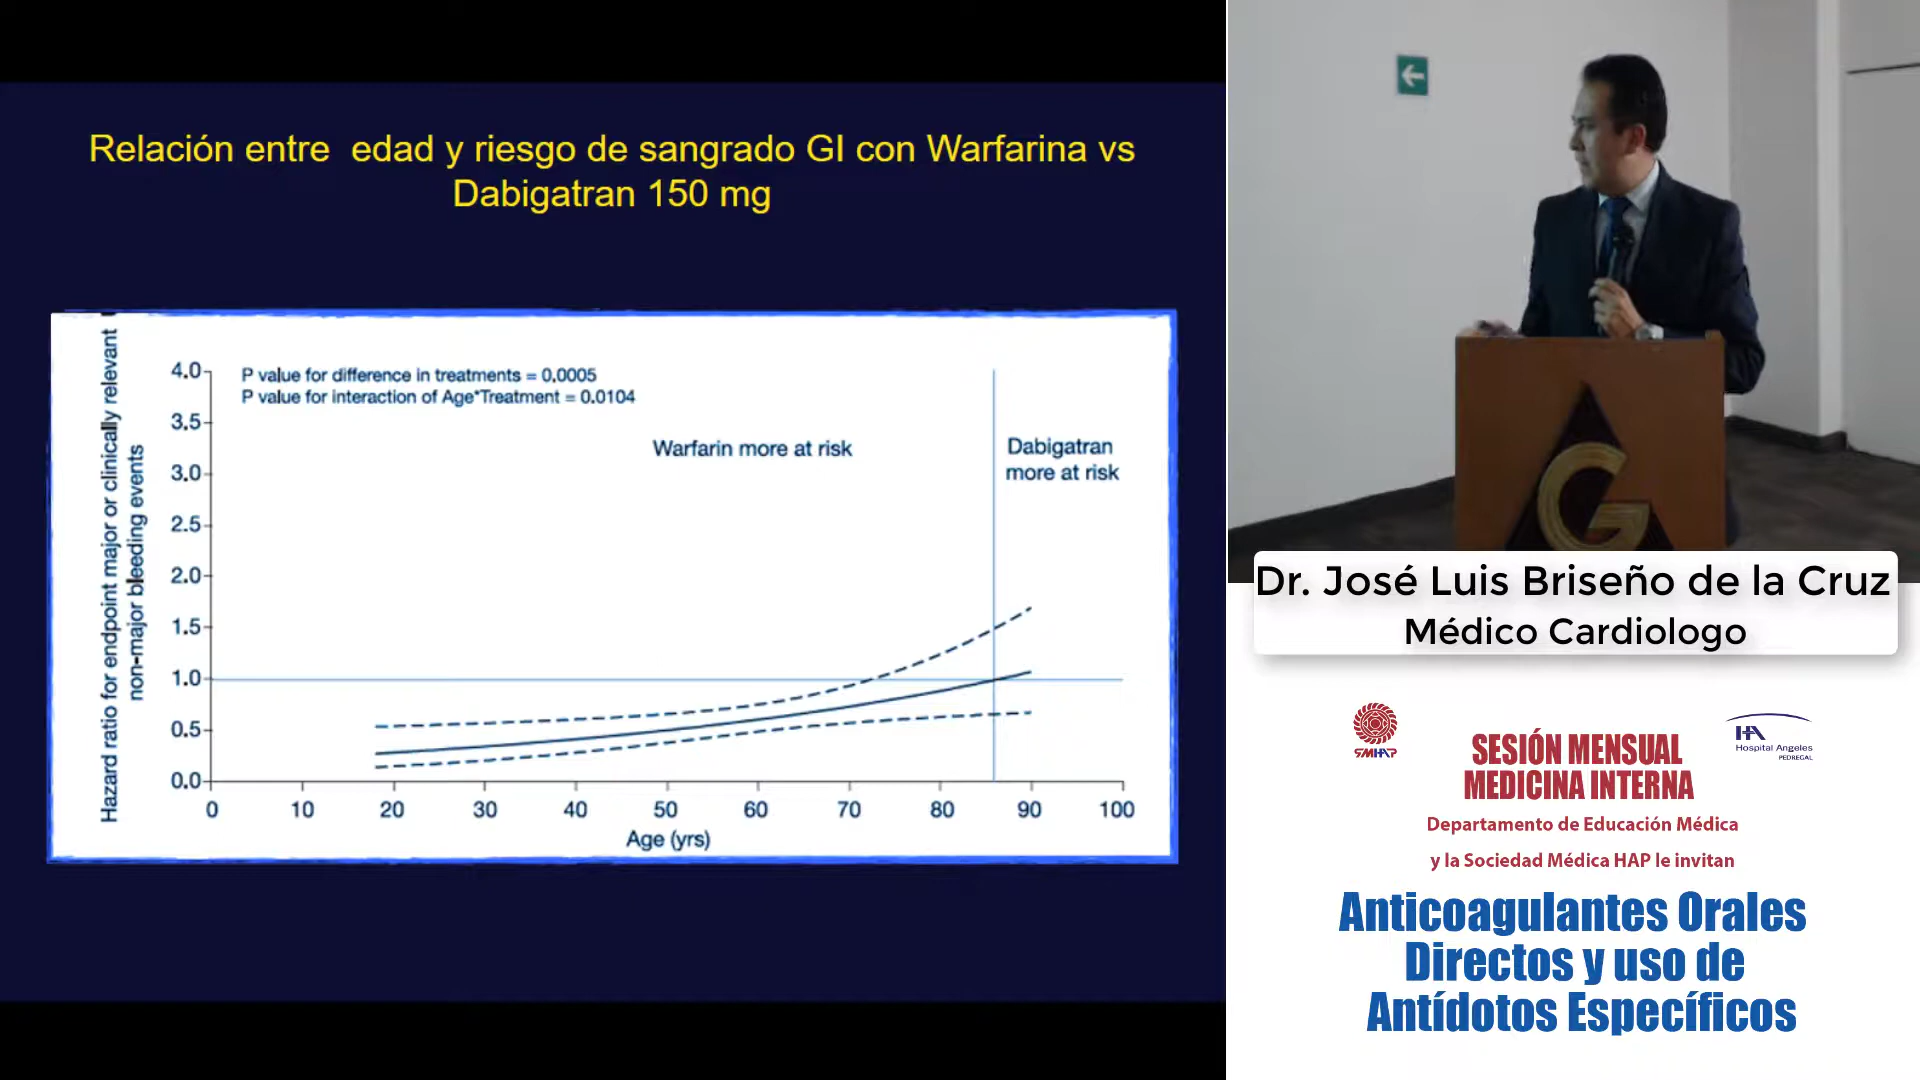 Relación entre edad y riesgo de sangrado GI con Warfarina vs
Dabigatran 150 mg
Hazard ratio for endpoint major or clinically relevant
non-major bleeding events
4.0
3.5
3.0
2.5
2.0
1.5
1.0
0.5
0.0
P value for difference in treatments = 0.0005
P value for interaction of Age*Treatment = 0.0104
Warfarin more at risk
Dabigatran
more at risk
0 10 20 30 40 50 60 70 80 90 100
Age (yrs)
G
Dr. José Luis Briseño de la Cruz
Médico Cardiologo
SMHAP
HA
Hospital Angeles
PEDREGAL
SESIÓN MENSUAL
MEDICINA INTERNA
Departamento de Educación Médica
y la Sociedad Médica HAP le invitan
Anticoagulantes Orales
Directos y uso de
Antídotos Específicos